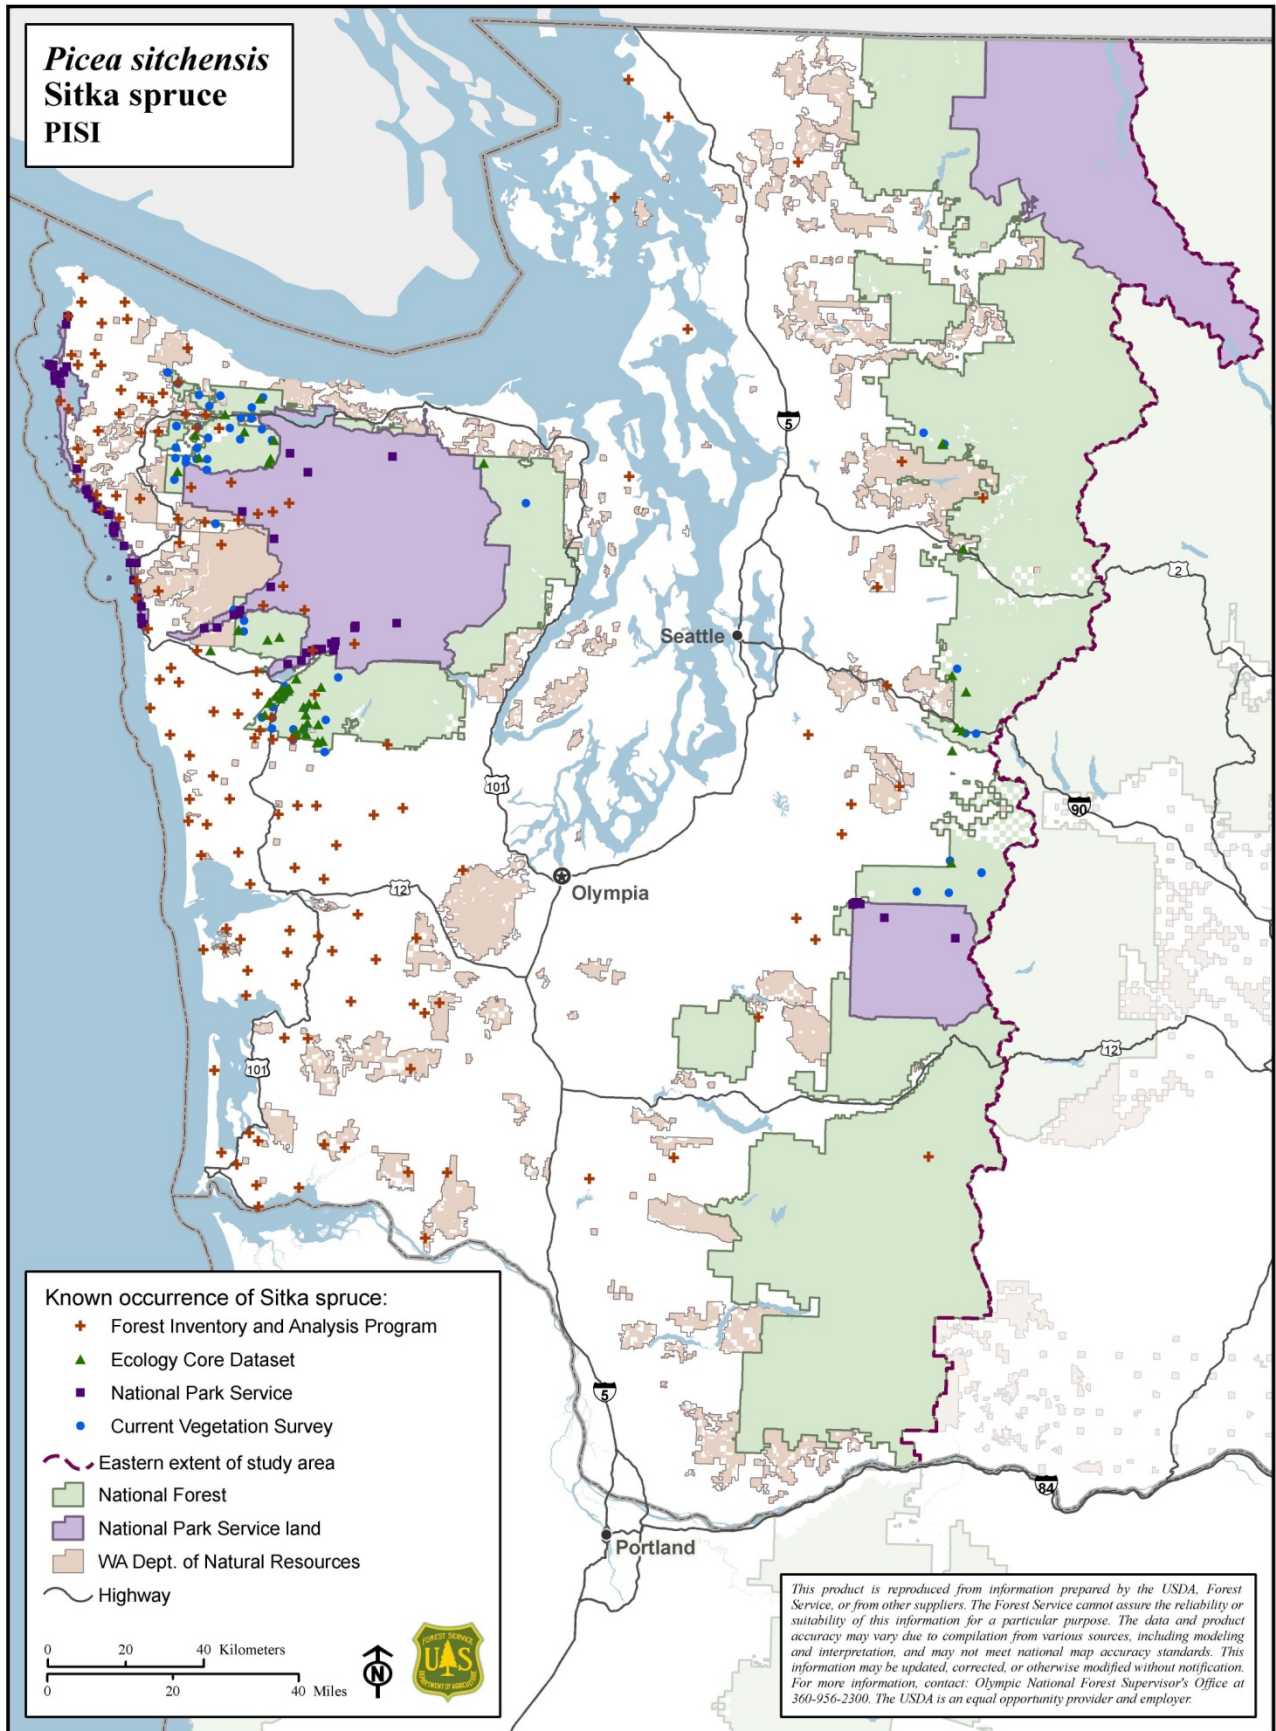 Picea sitchensis
Sitka spruce
PISI
5
2
Seattle
101
90
12
Olympia
12
101
Known occurrence of Sitka spruce:
Forest Inventory and Analysis Program
Ecology Core Dataset
National Park Service
Current Vegetation Survey
Eastern extent of study area
National Forest
National Park Service land
WA Dept. of Natural Resources
Highway
0 20 40 Kilometers
0 20 40 Miles
N
FOREST SERVICE
U S
DEPARTMENT OF AGRICULTURE
5
84
Portland
This product is reproduced from information prepared by the USDA, Forest
Service, or from other suppliers. The Forest Service cannot assure the reliability or
suitability of this information for a particular purpose. The data and product
accuracy may vary due to compilation from various sources, including modeling
and interpretation, and may not meet national map accuracy standards. This
information may be updated, corrected, or otherwise modified without notification.
For more information, contact: Olympic National Forest Supervisor's Office at
360-956-2300. The USDA is an equal opportunity provider and employer.